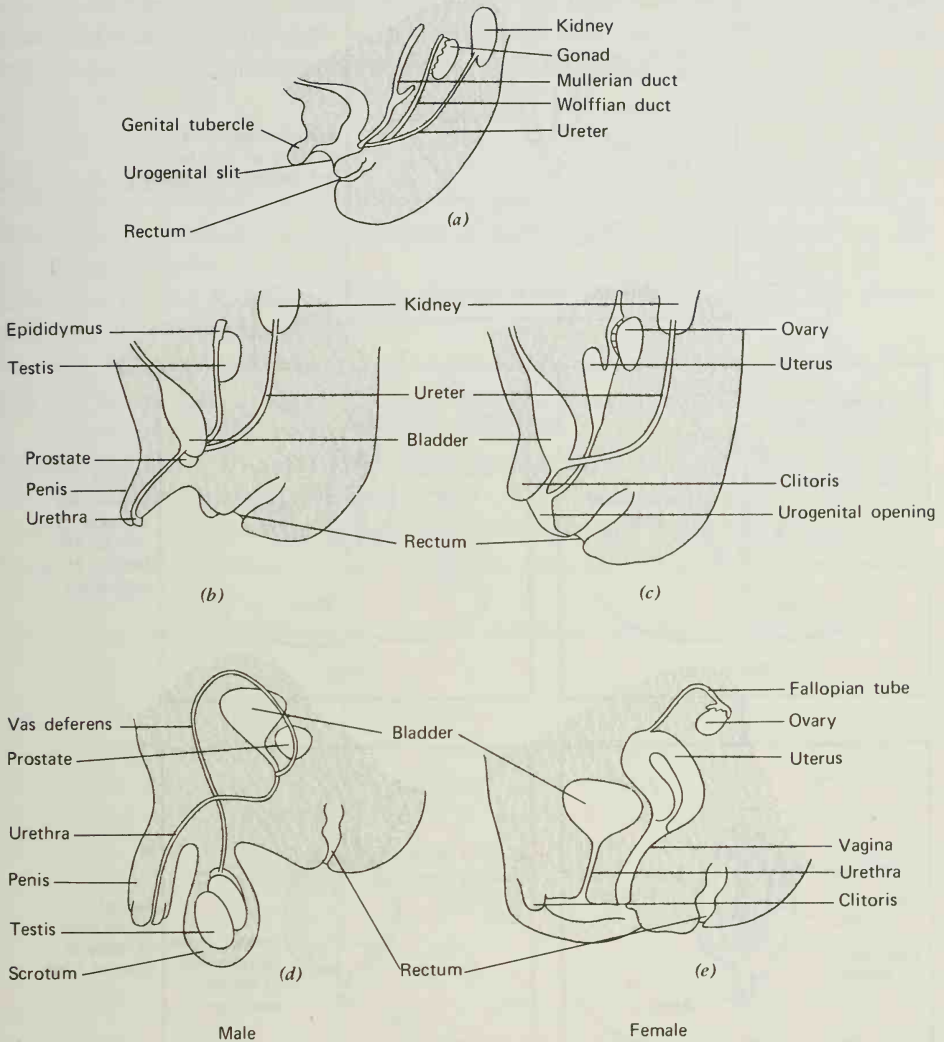 Kidney
Gonad
Mullerian duct
Wolffian duct
Ureter
Genital tubercle
Urogenital slit
Rectum
(a)
Kidney
Epididymus
Testis
Ovary
Uterus
Ureter
Bladder
Prostate
Penis
Urethra
Clitoris
Urogenital opening
Rectum
(b)
(c)
Vas deferens
Prostate
Urethra
Penis
Testis
Scrotum
Bladder
Fallopian tube
Ovary
Uterus
Vagina
Urethra
Clitoris
Rectum
(d)
(e)
Male
Female